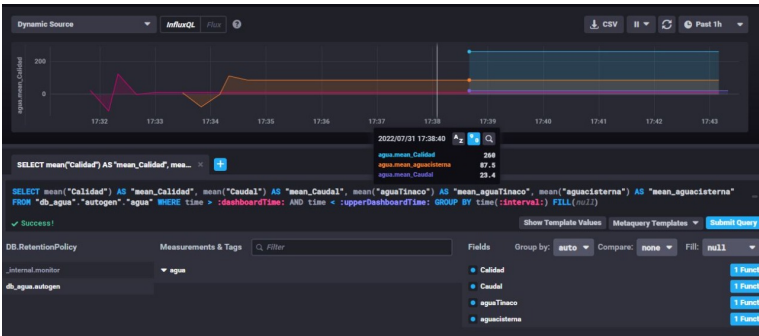 Dynamic Source InfluxQL Flux CSV Past 1h
agua.mean_Calidad
200
0
17:32 17:33 17:34 17:35 17:36 17:37 17:38 17:39 17:40 17:41 17:42 17:43
2022/07/31 17:38:40
agua.mean_Calidad 260
agua.mean_aguacisterna 87.5
agua.mean_Caudal 23.4
SELECT mean("Calidad") AS "mean_Calidad", mea...
SELECT mean("Calidad") AS "mean_Calidad", mean("Caudal") AS "mean_Caudal", mean("aguaTinaco") AS "mean_aguaTinaco", mean("aguacisterna") AS "mean_aguacisterna"
FROM "db_agua"."autogen"."agua" WHERE time > :dashboardTime: AND time < :upperDashboardTime: GROUP BY time(:interval:) FILL(null)
Success! Show Template Values Metaquery Templates Submit Query
DB.RetentionPolicy Measurements & Tags Filter Fields Group by: auto Compare: none Fill: null
_internal.monitor agua Calidad 1 Funct
db_agua.autogen Caudal 1 Funct
aguaTinaco 1 Funct
aguacisterna 1 Funct